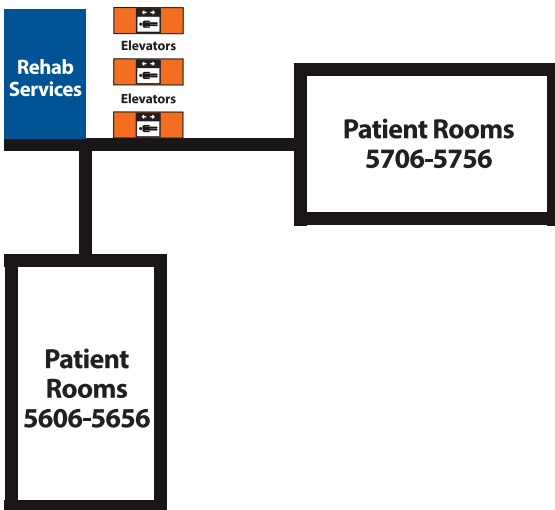 Rehab
Services
Elevators
Elevators
Patient Rooms
5706-5756
Patient
Rooms
5606-5656